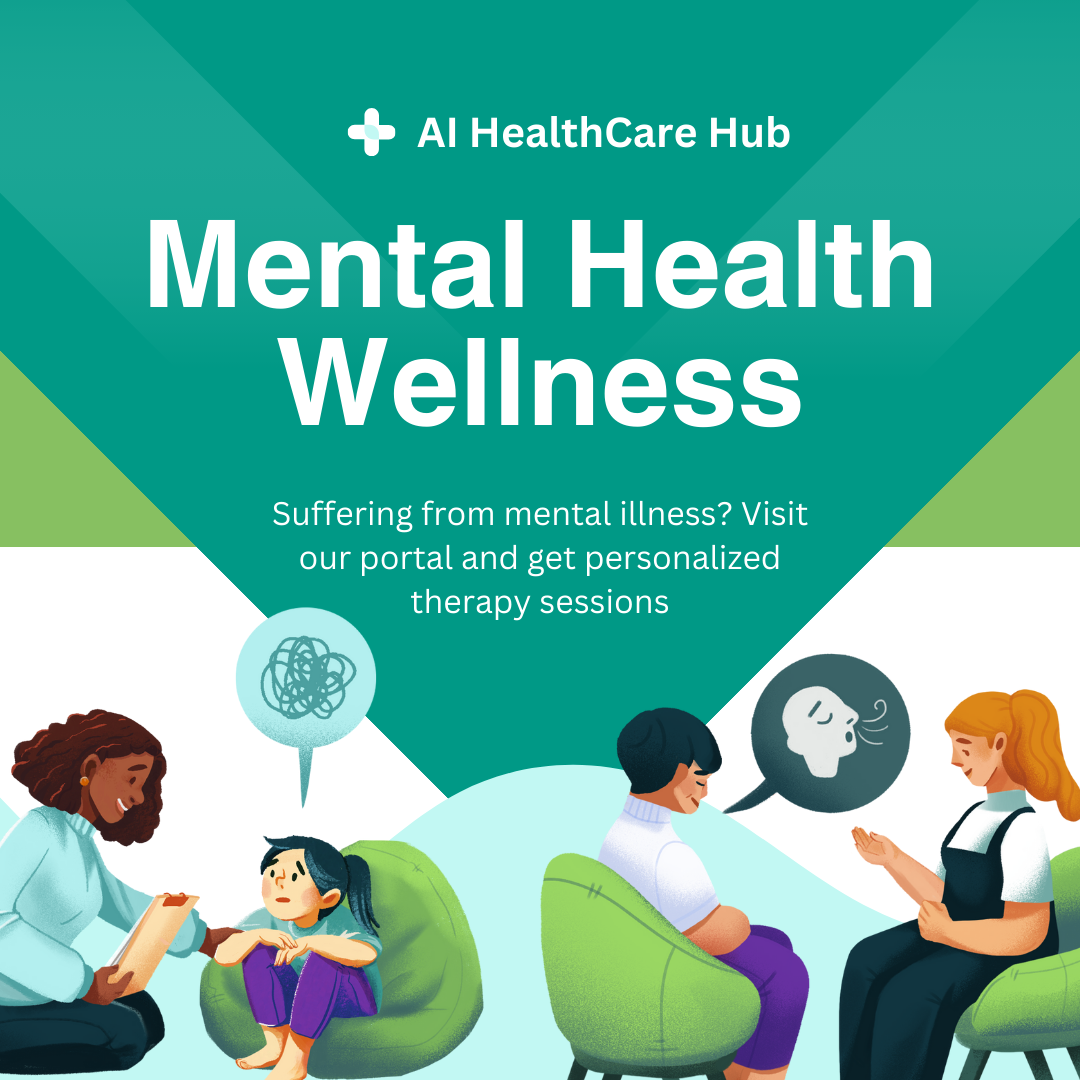 AI HealthCare Hub
Mental Health
Wellness
Suffering from mental illness? Visit
our portal and get personalized
therapy sessions